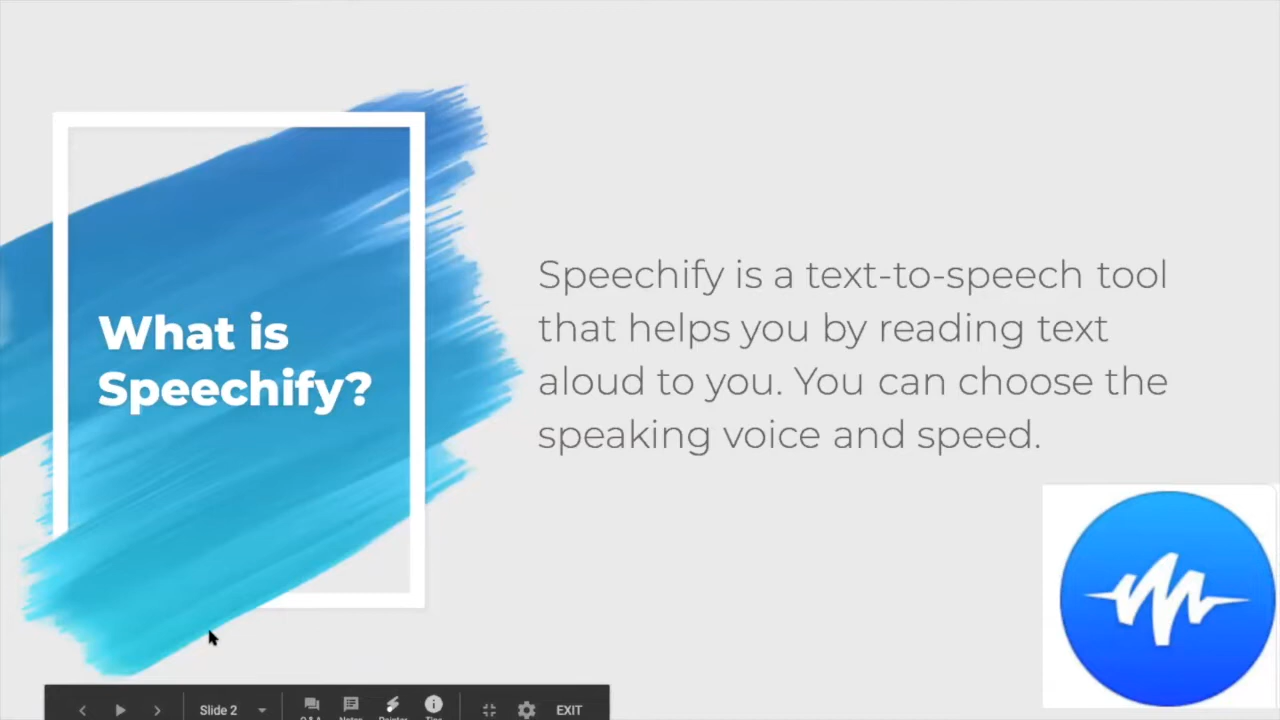 What is
Speechify?
Speechify is a text-to-speech tool
that helps you by reading text
aloud to you. You can choose the
speaking voice and speed.
Slide 2
EXIT